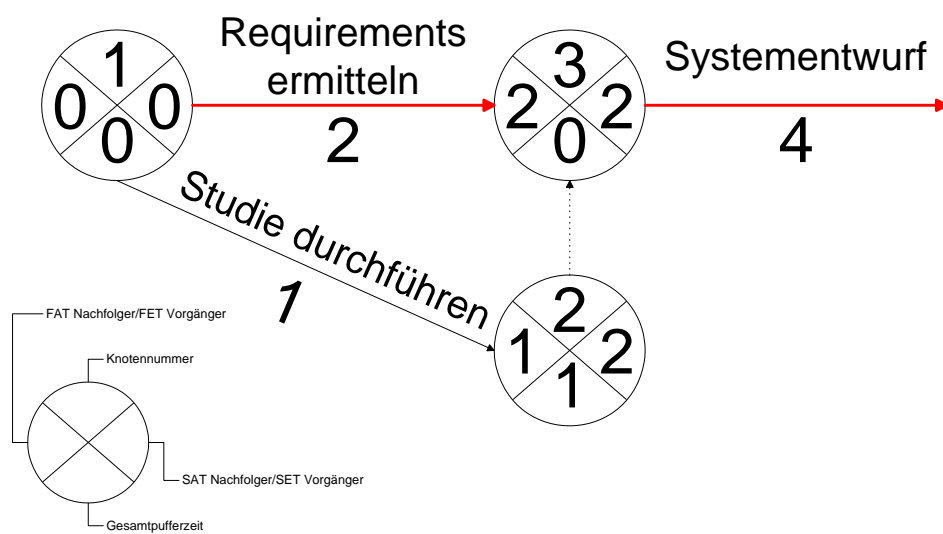 1
0 0
0
Requirements
ermitteln
2
3
2 2
0
Systementwurf
4
Studie durchführen
1
2
1 2
1
FAT Nachfolger/FET Vorgänger
Knotennummer
SAT Nachfolger/SET Vorgänger
Gesamtpufferzeit